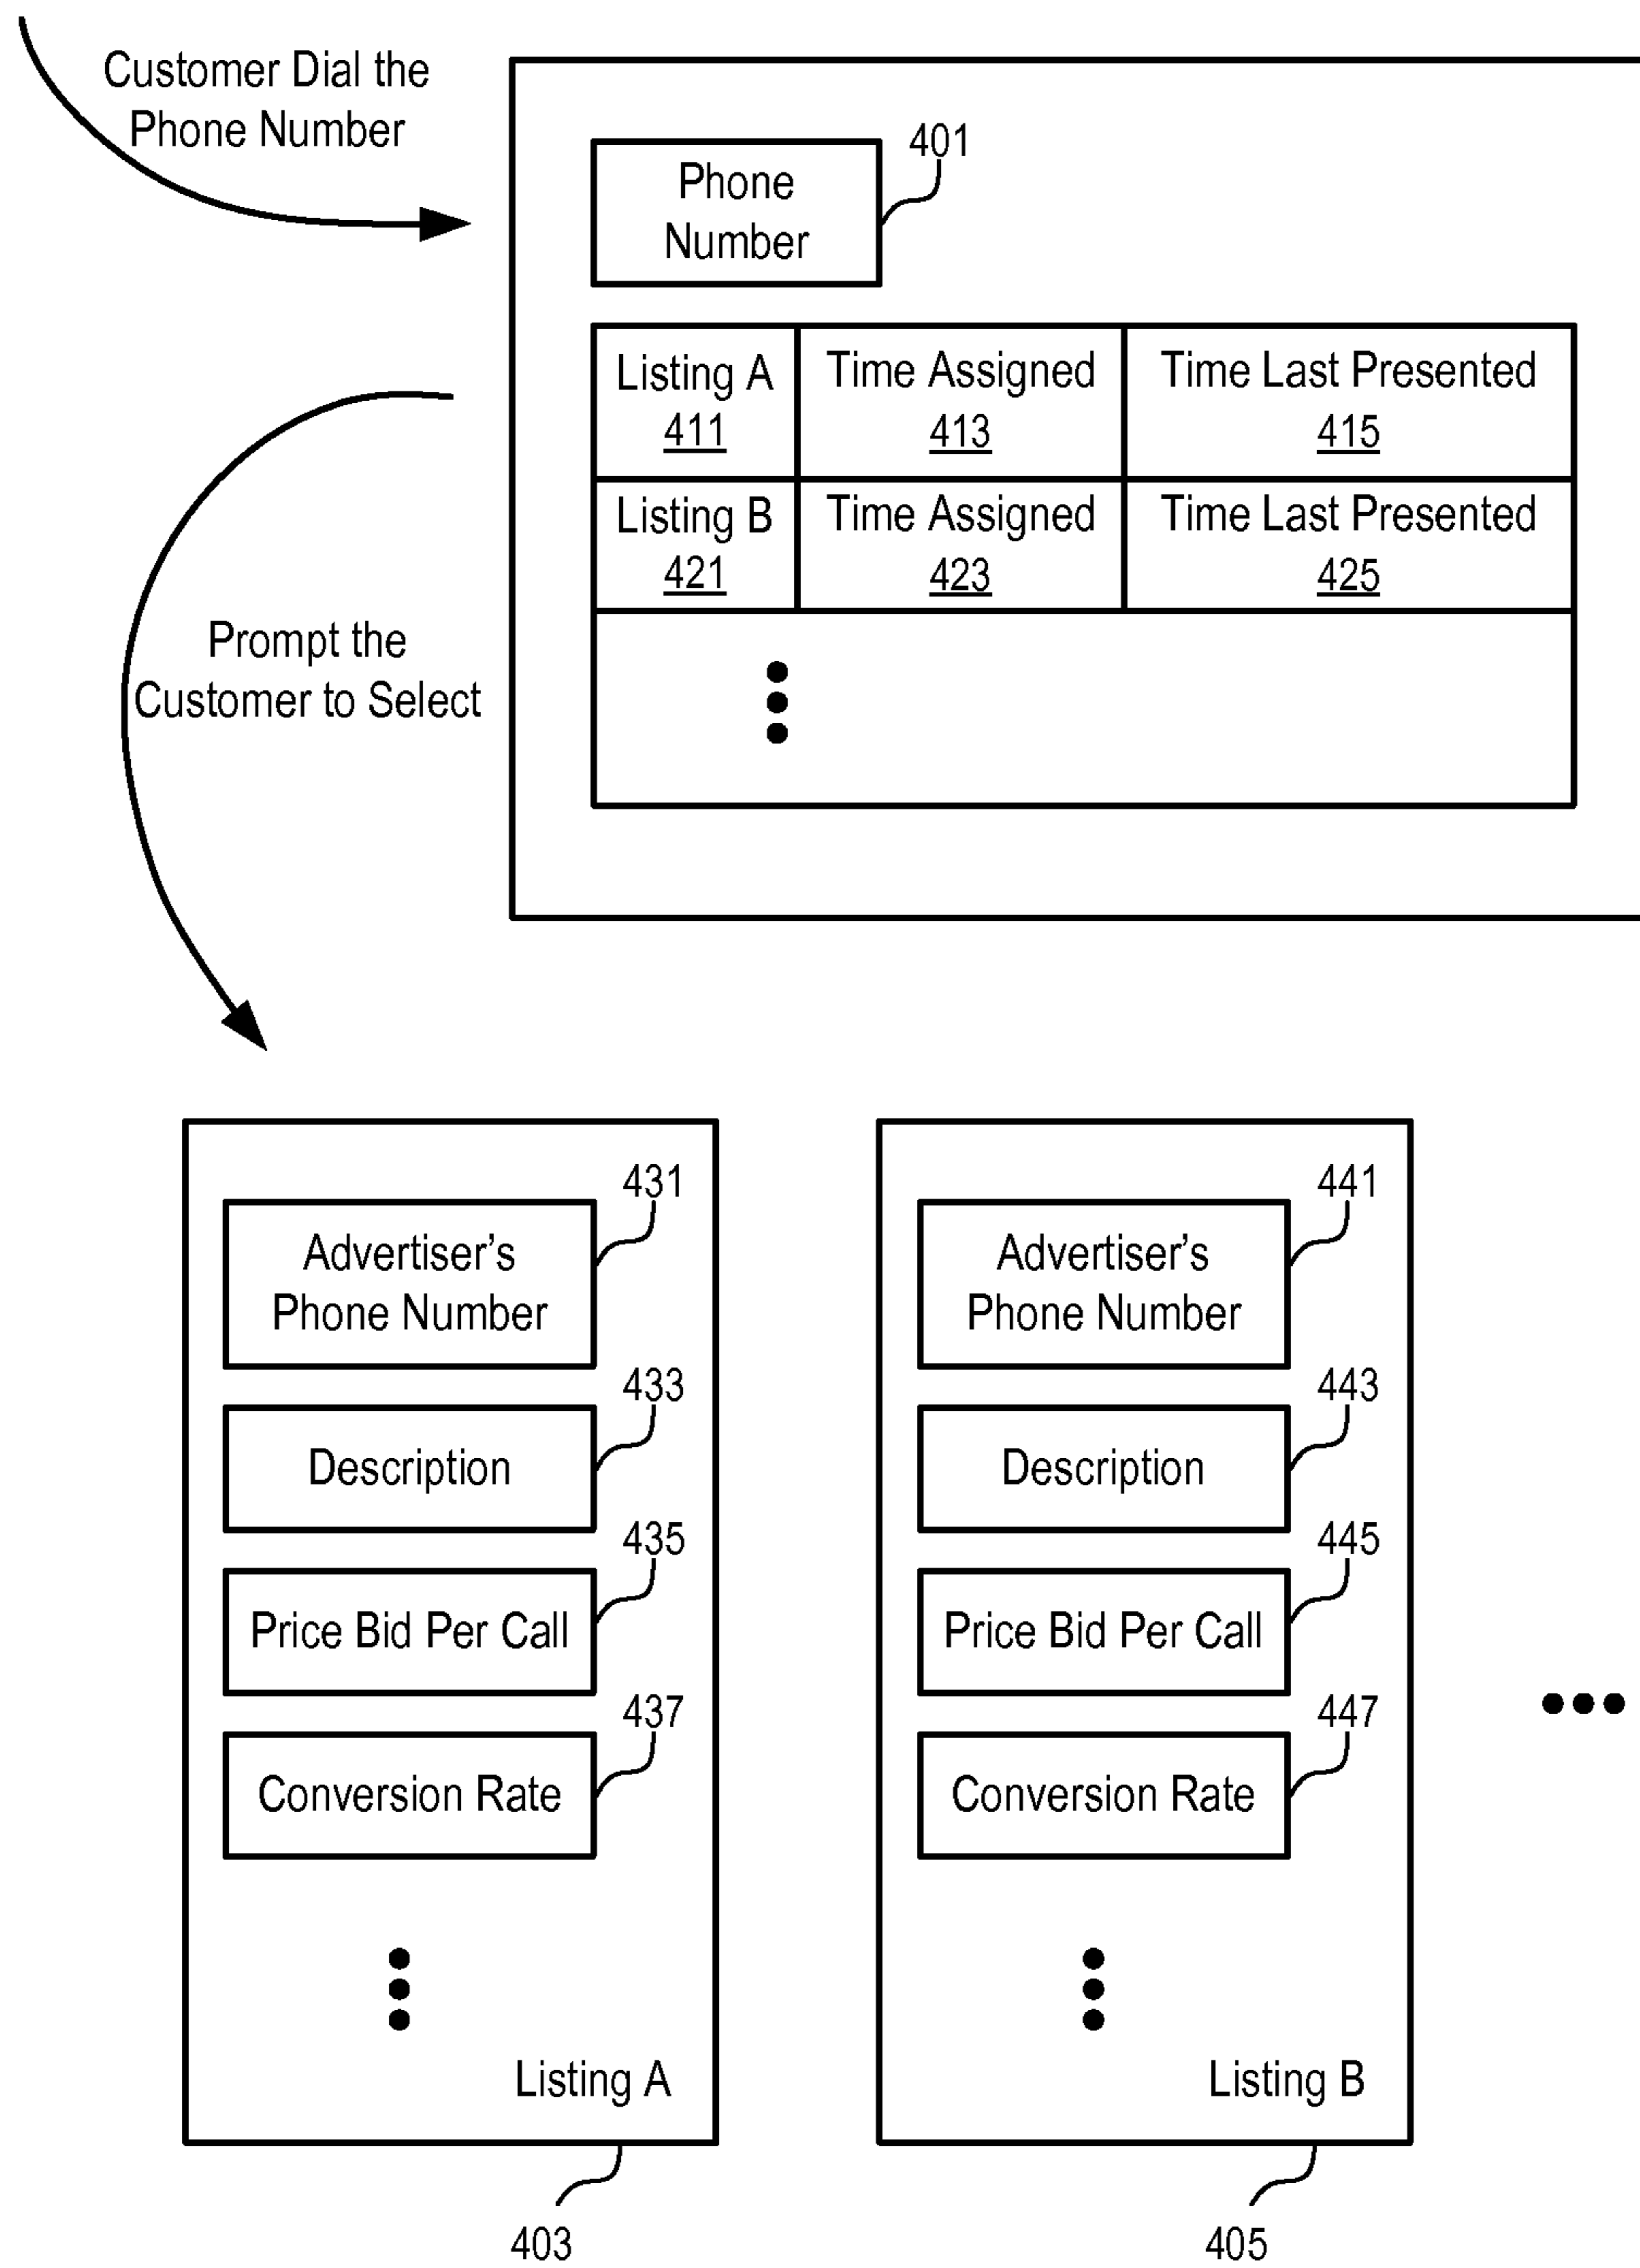 Customer Dial the
Phone Number
401
Phone
Number
Listing A
411
Time Assigned
413
Time Last Presented
415
Listing B
421
Time Assigned
423
Time Last Presented
425
Prompt the
Customer to Select
431
Advertiser's
Phone Number
433
Description
435
Price Bid Per Call
437
Conversion Rate
Listing A
403
441
Advertiser's
Phone Number
443
Description
445
Price Bid Per Call
447
Conversion Rate
Listing B
405